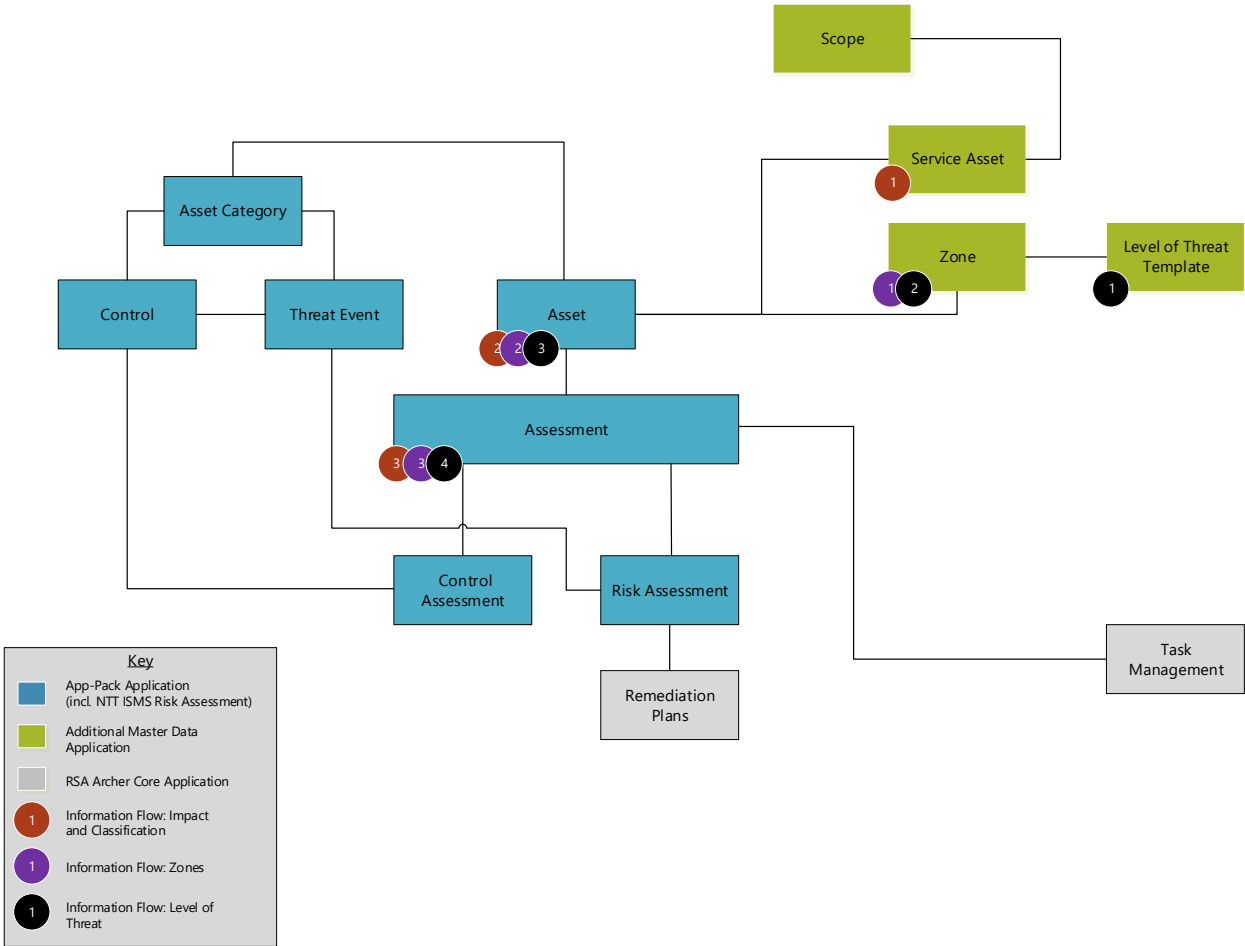 Scope
Service Asset
1
Asset Category
Zone
1
2
Level of Threat
Template
1
Control
Threat Event
Asset
2
2
3
Assessment
3
3
4
Control
Assessment
Risk Assessment
Task
Management
Remediation
Plans
Key
App-Pack Application
(incl. NTT ISMS Risk Assessment)
Additional Master Data
Application
RSA Archer Core Application
1
Information Flow: Impact
and Classification
1
Information Flow: Zones
1
Information Flow: Level of
Threat